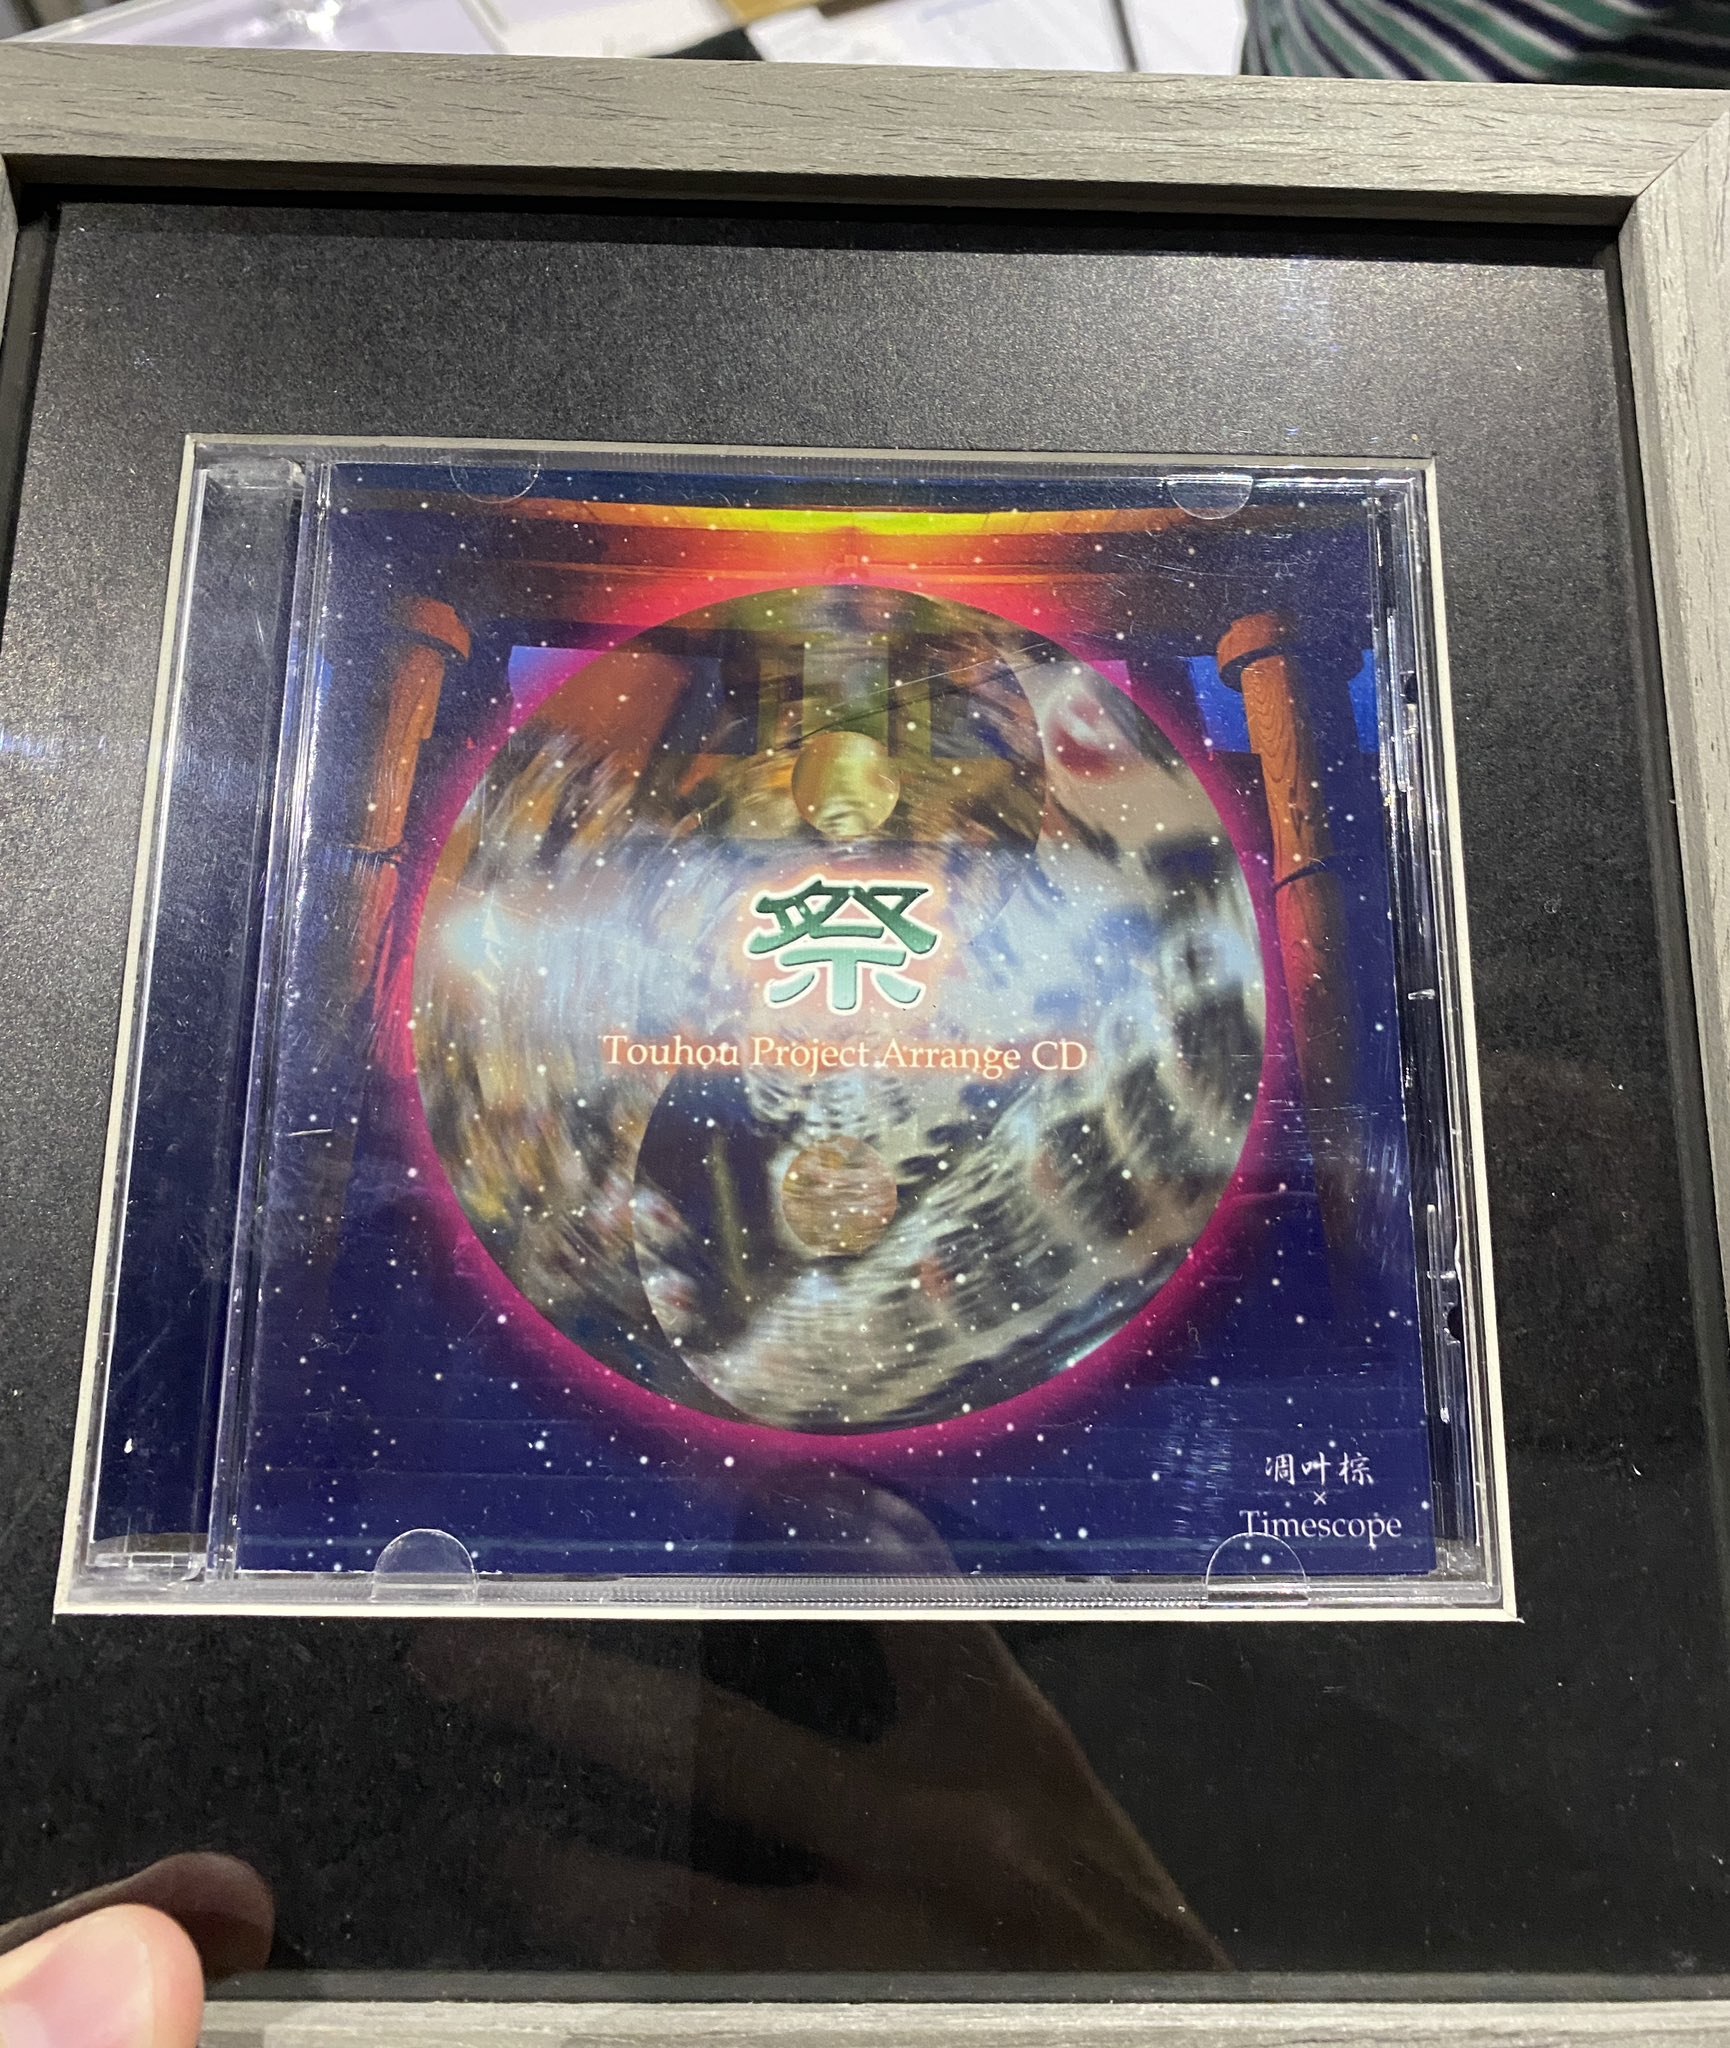 祭
Touhou Project Arrange CD
凋叶棕
×
Timescope